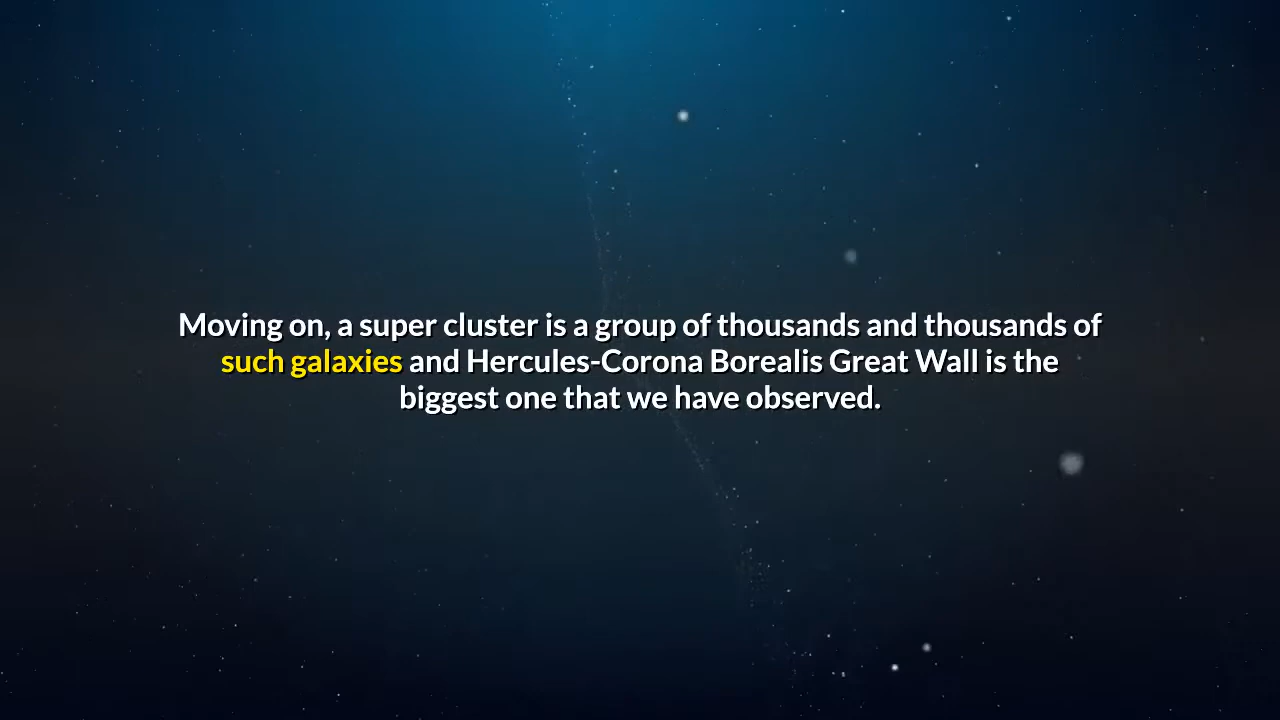 Moving on, a super cluster is a group of thousands and thousands of
such galaxies and Hercules-Corona Borealis Great Wall is the
biggest one that we have observed.